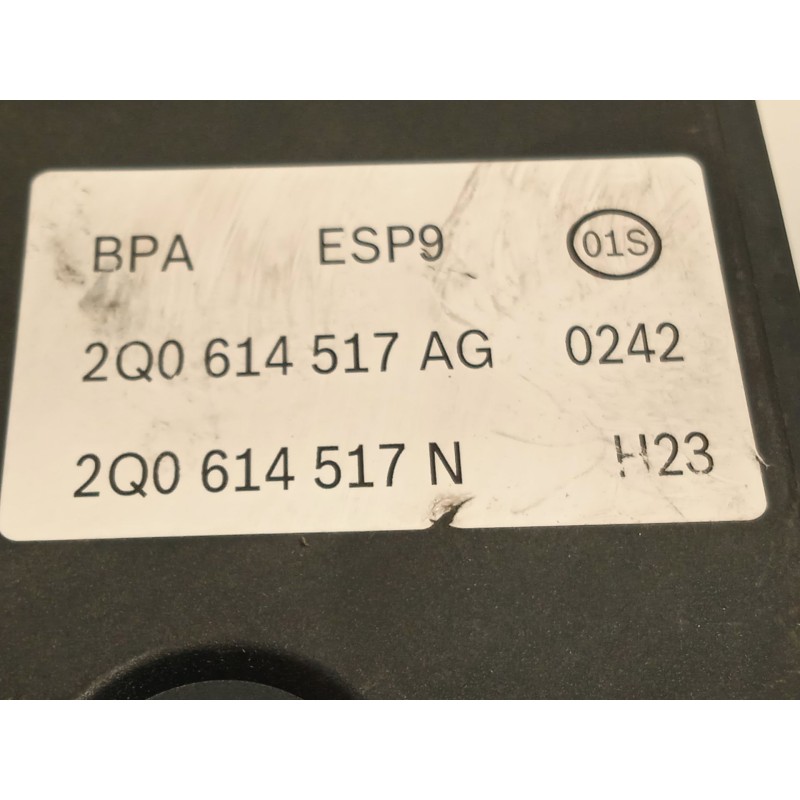 BPA ESP9 01S
2Q0 614 517 AG 0242
2Q0 614 517 N H23